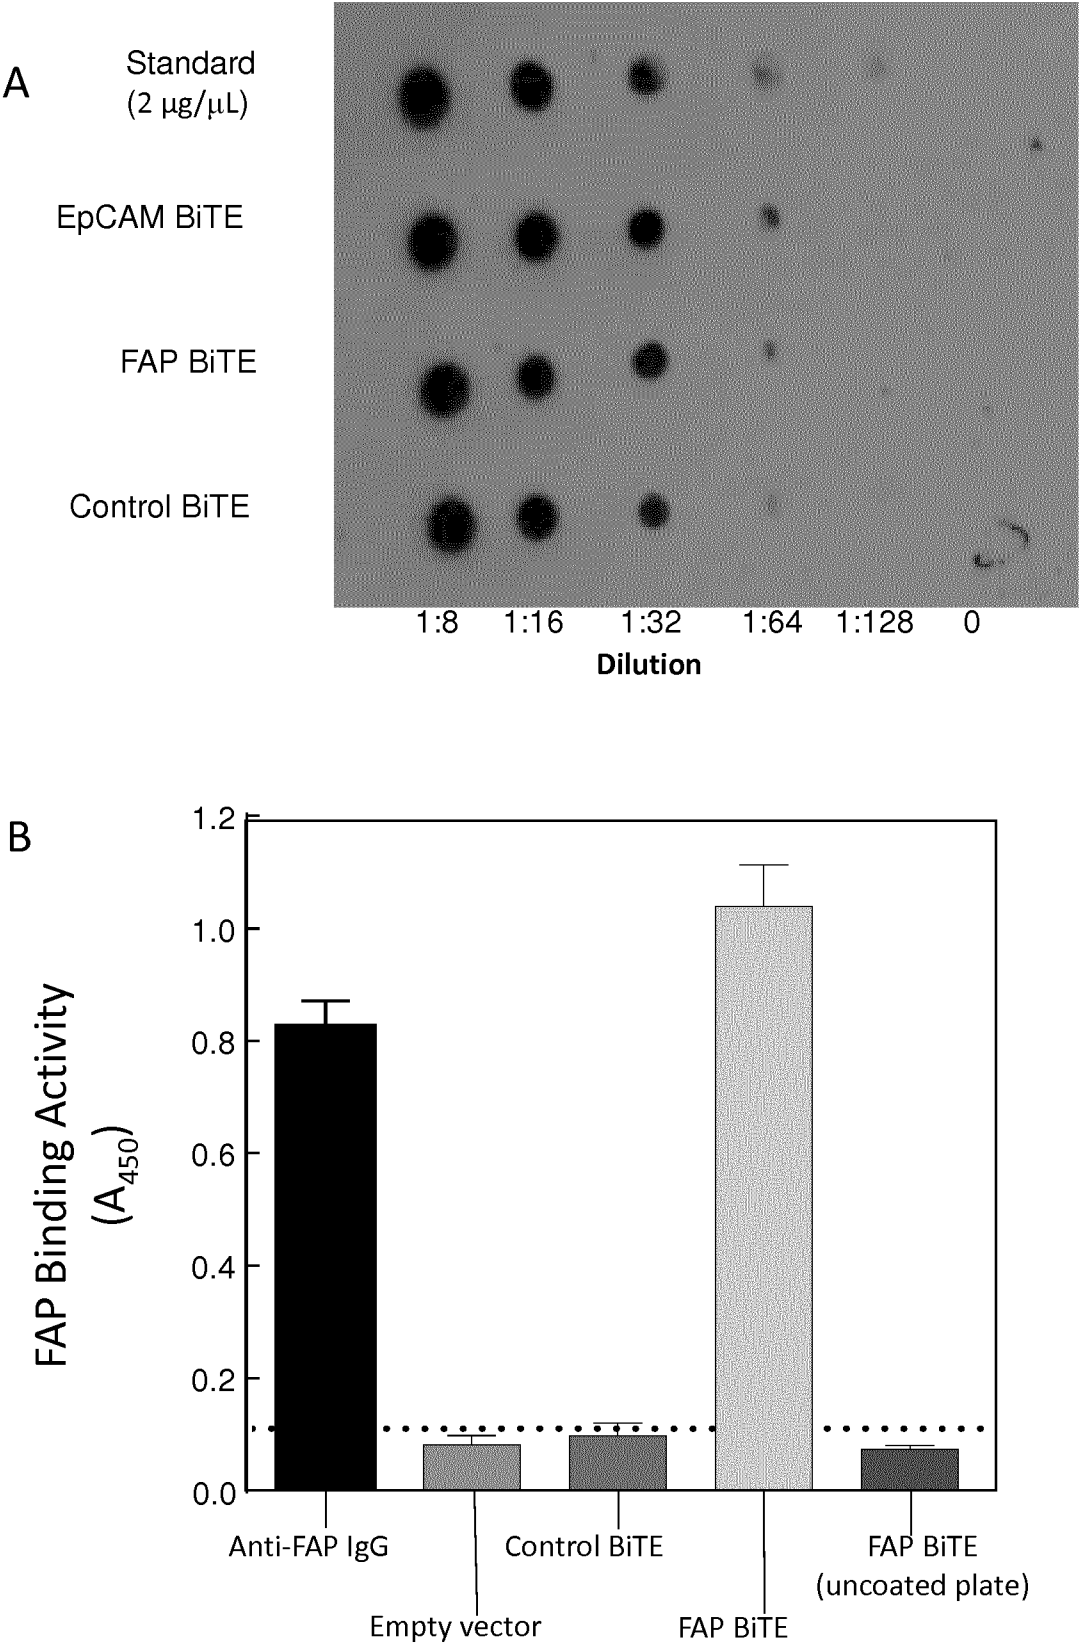 A
Standard
(2 µg/µL)
EpCAM BiTE
FAP BiTE
Control BiTE
1:8 1:16 1:32 1:64 1:128 0
Dilution
B
FAP Binding Activity
(A450)
1.2
1.0
0.8
0.6
0.4
0.2
0.0
Anti-FAP IgG
Empty vector
Control BiTE
FAP BiTE
FAP BiTE
(uncoated plate)